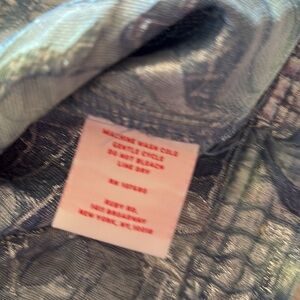 MACHINE WASH COLD
GENTLE CYCLE
DO NOT BLEACH
LINE DRY
RN 107590
RUBY RD.
1411 BROADWAY
NEW YORK, NY, 10018